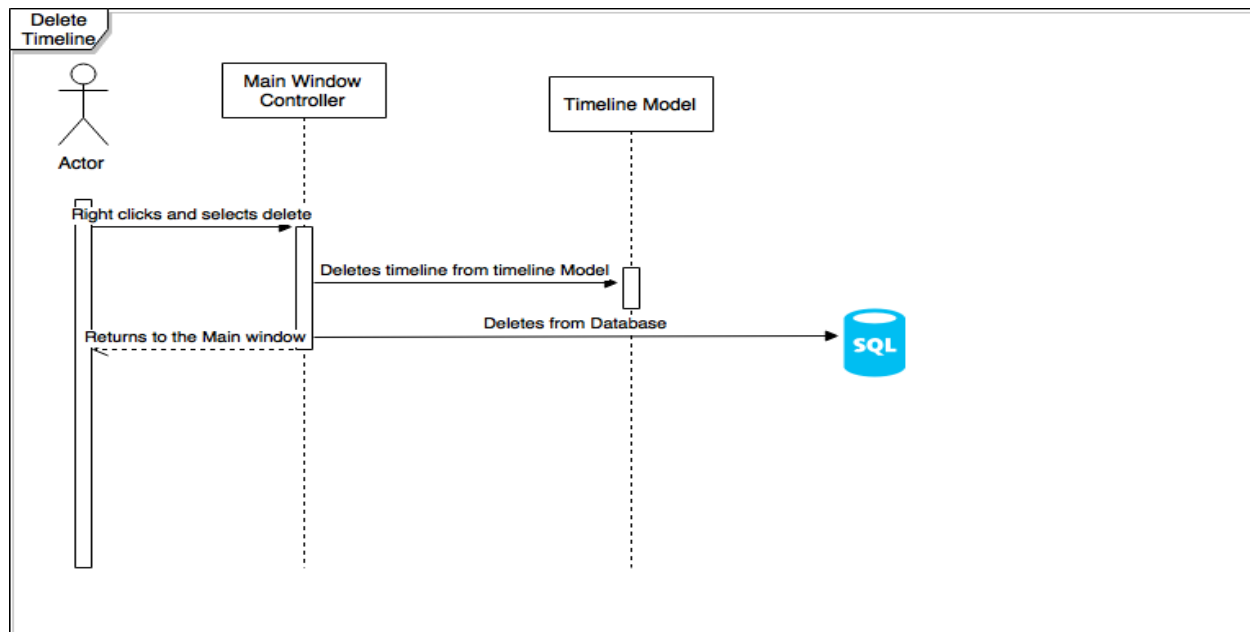 Delete
Timeline
Main Window
Controller
Timeline Model
Actor
Right clicks and selects delete
Deletes timeline from timeline Model
Deletes from Database
Returns to the Main window
SQL